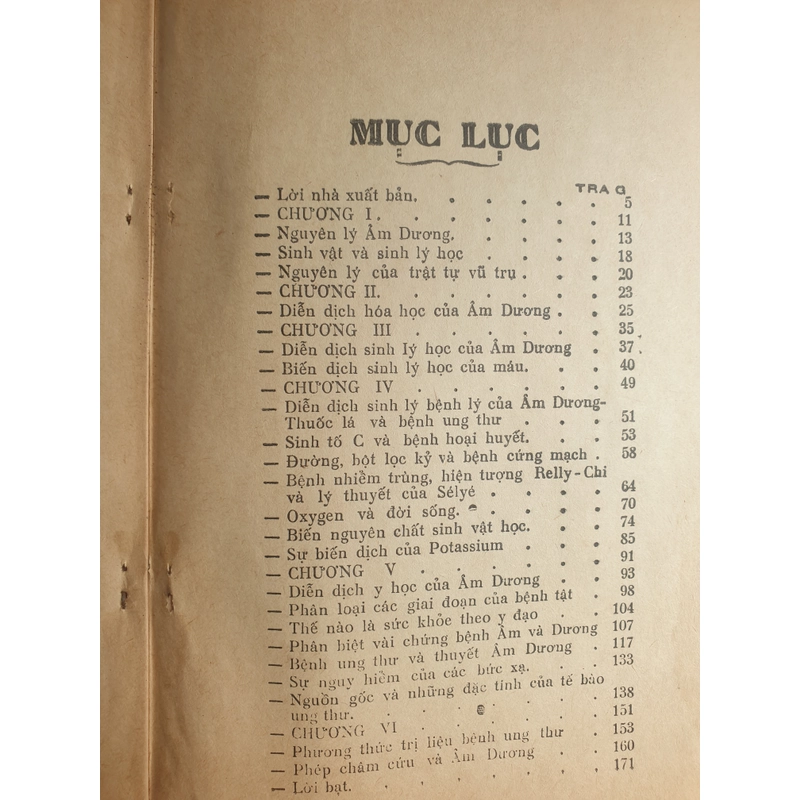 MỤC LỤC
TRA G
— Lời nhà xuất bản. . . . . . 5
— CHƯƠNG I. . . . . . . 11
— Nguyên lý Âm Dương. . . . . 13
— Sinh vật và sinh lý học . . . . 18
— Nguyên lý của trật tự vũ trụ . . . . 20
— CHƯƠNG II. . . . . . . 23
— Diễn dịch hóa học của Âm Dương . . 25
— CHƯƠNG III . . . . . . 35
— Diễn dịch sinh lý học của Âm Dương . 37
— Biến dịch sinh lý học của máu. . . . 40
— CHƯƠNG IV . . . . . . 49
— Diễn dịch sinh lý bệnh lý của Âm Dương-
Thuốc lá và bệnh ung thư . . . 51
— Sinh tố C và bệnh hoại huyết. . . 53
— Đường, bột lọc kỷ và bệnh cứng mạch . 58
— Bệnh nhiễm trùng, hiện tượng Relly-Chi
và lý thuyết của Sélyé . . . . 64
— Oxygen và đời sống. . . . . 70
— Biến nguyên chất sinh vật học. . . 74
— Sự biến dịch của Potassium . . . 85
— CHƯƠNG V . . . . . . 91
— Diễn dịch y học của Âm Dương . . 93
— Phân loại các giai đoạn của bệnh tật . 98
— Thế nào là sức khỏe theo y đạo . . 104
— Phân biệt vài chứng bệnh Âm và Dương 107
— Bệnh ung thư và thuyết Âm Dương . 117
— Sự nguy hiểm của các bức xạ. . . 133
— Nguồn gốc và những đặc tính của tế bào
ung thư. . . . . . 138
— CHƯƠNG VI . . . . . 151
— Phương thức trị liệu bệnh ung thư . 153
— Phép châm cứu và Âm Dương . . 160
— Lời bạt. . . . . . . 171